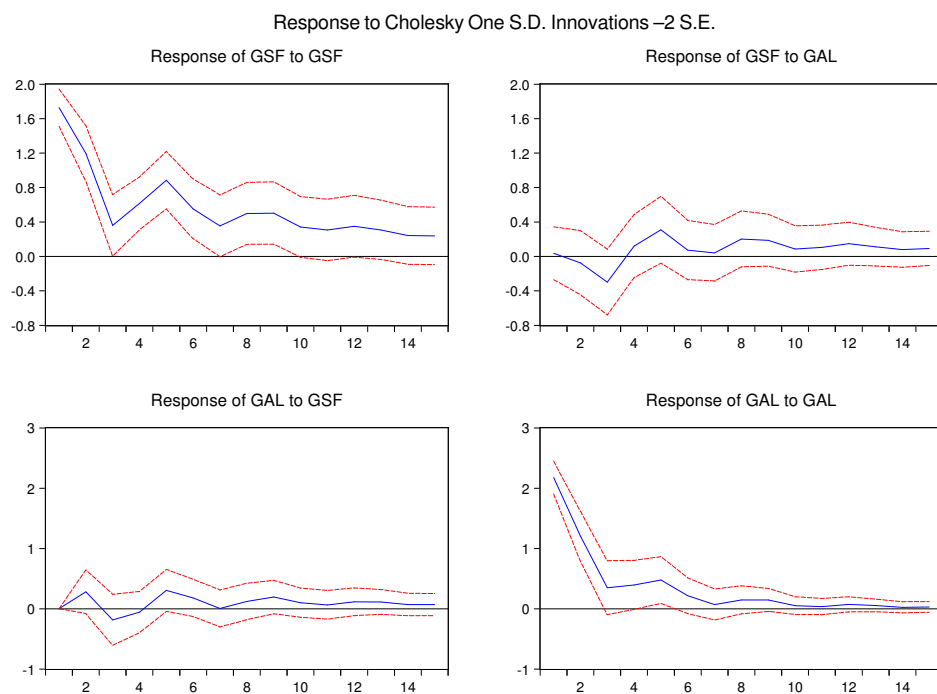 Response to Cholesky One S.D. Innovations –2 S.E.
Response of GSF to GSF
2.0
1.6
1.2
0.8
0.4
0.0
-0.4
-0.8
2 4 6 8 10 12 14
Response of GSF to GAL
2.0
1.6
1.2
0.8
0.4
0.0
-0.4
-0.8
2 4 6 8 10 12 14
Response of GAL to GSF
3
2
1
0
-1
2 4 6 8 10 12 14
Response of GAL to GAL
3
2
1
0
-1
2 4 6 8 10 12 14